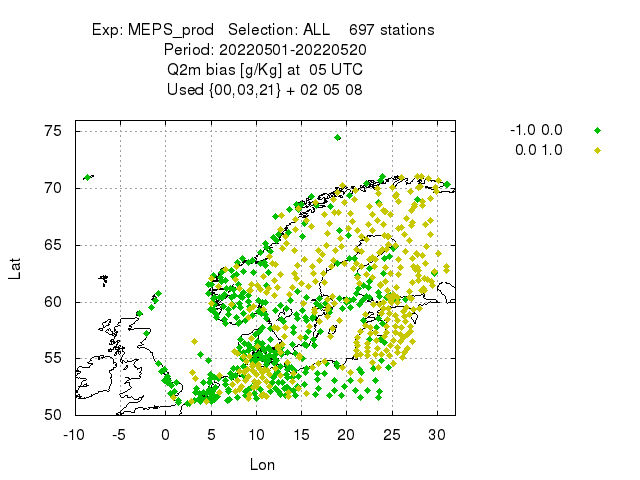 Exp: MEPS_prod   Selection: ALL    697 stations
Period: 20220501-20220520
Q2m bias [g/Kg] at  05 UTC
Used {00,03,21} + 02 05 08
-1.0 0.0
0.0 1.0
75
70
65
60
55
50
Lat
-10 -5 0 5 10 15 20 25 30
Lon